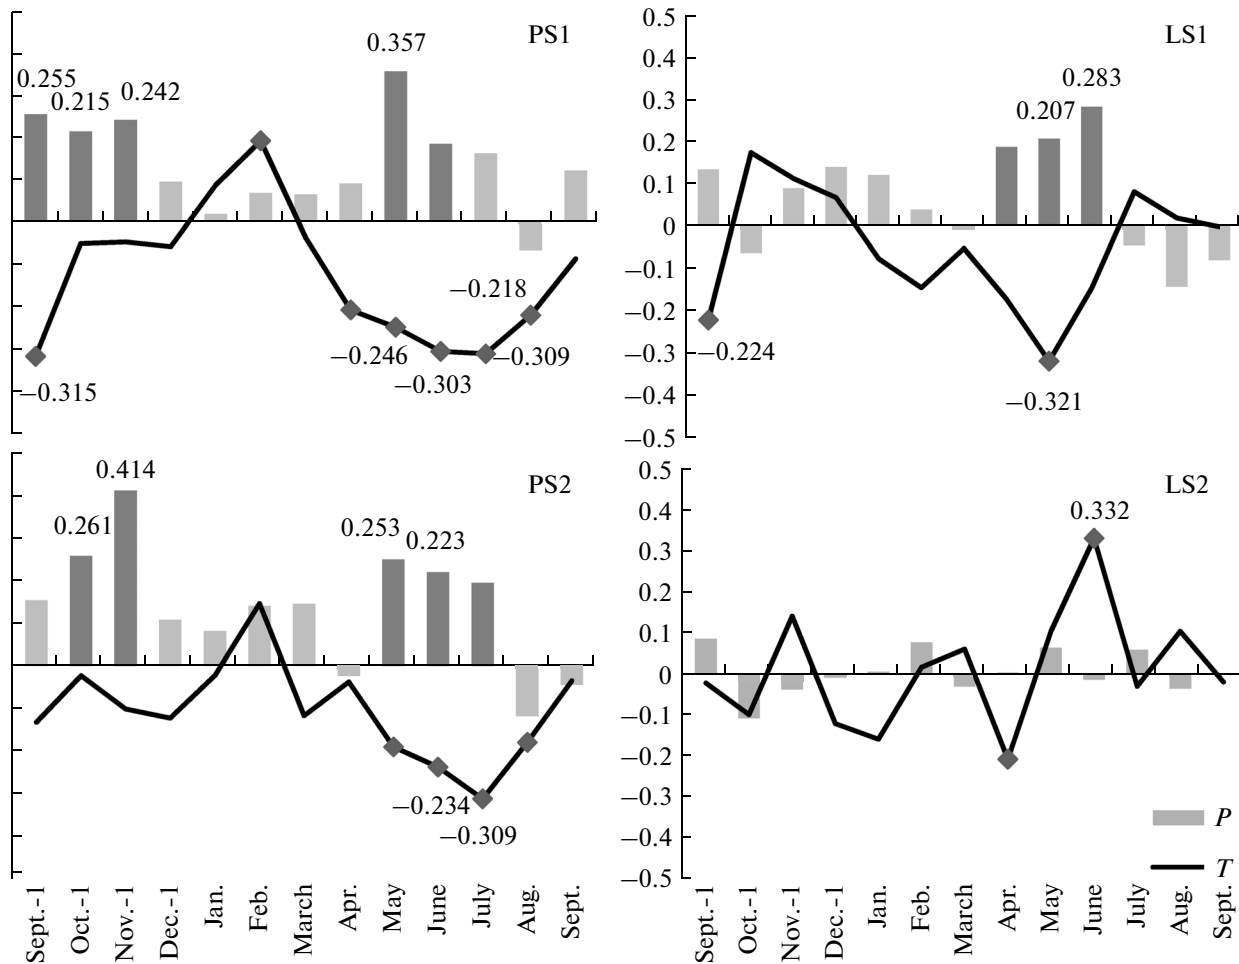 PS1
0.255
0.215
0.242
0.357
−0.218
−0.246
−0.309
−0.303
−0.315
LS1
0.5
0.4
0.3
0.2
0.1
0
−0.1
−0.2
−0.3
−0.4
−0.5
0.283
0.207
−0.224
−0.321
PS2
0.414
0.261
0.253
0.223
−0.234
−0.309
Sept.-1
Oct.-1
Nov.-1
Dec.-1
Jan.
Feb.
March
Apr.
May
June
July
Aug.
Sept.
LS2
0.5
0.4
0.3
0.2
0.1
0
−0.1
−0.2
−0.3
−0.4
−0.5
0.332
P
T
Sept.-1
Oct.-1
Nov.-1
Dec.-1
Jan.
Feb.
March
Apr.
May
June
July
Aug.
Sept.